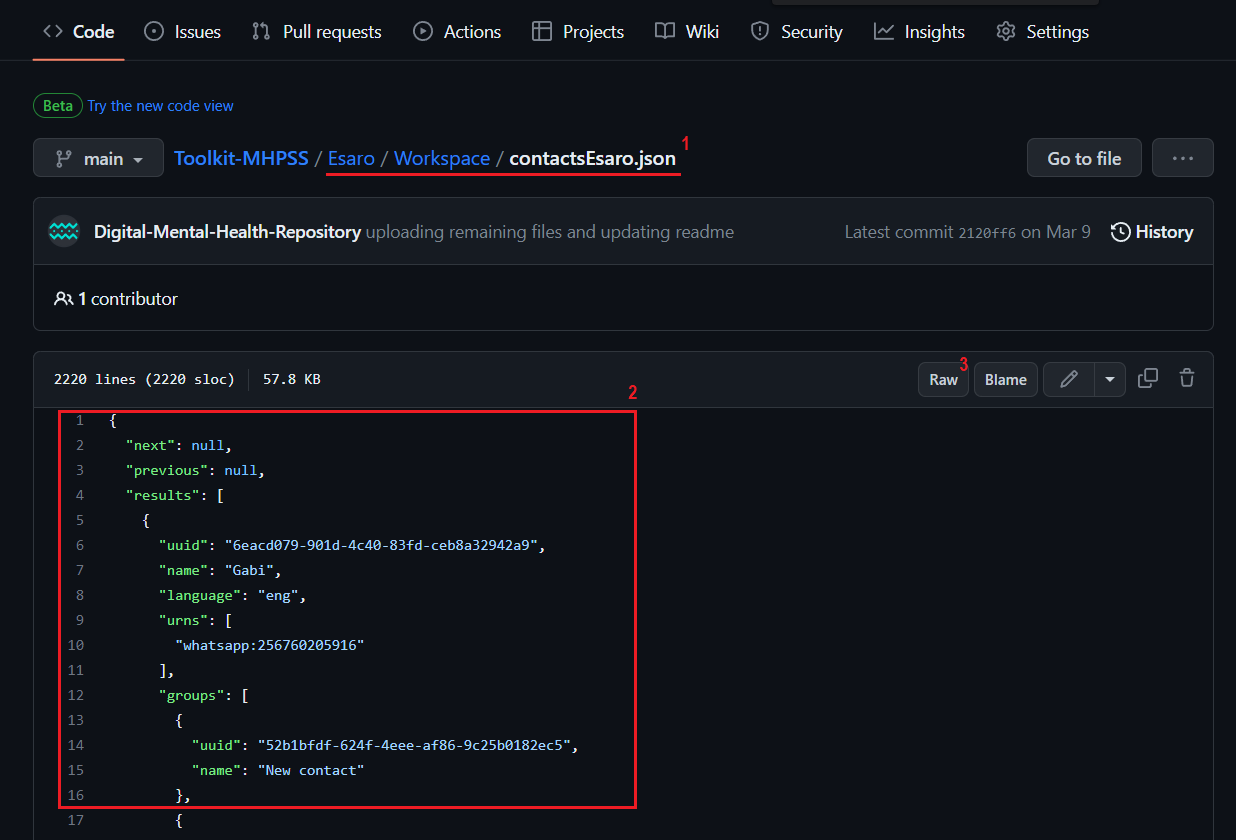 Code Issues Pull requests Actions Projects Wiki Security Insights Settings
Beta Try the new code view
main Toolkit-MHPSS / Esaro / Workspace / contactsEsaro.json 1 Go to file ...
Digital-Mental-Health-Repository uploading remaining files and updating readme Latest commit 2120ff6 on Mar 9 History
1 contributor
2220 lines (2220 sloc) 57.8 KB Raw 3 Blame
2
1 {
2 "next": null,
3 "previous": null,
4 "results": [
5 {
6 "uuid": "6eacd079-901d-4c40-83fd-ceb8a32942a9",
7 "name": "Gabi",
8 "language": "eng",
9 "urns": [
10 "whatsapp:256760205916"
11 ],
12 "groups": [
13 {
14 "uuid": "52b1bfdf-624f-4eee-af86-9c25b0182ec5",
15 "name": "New contact"
16 },
17 {